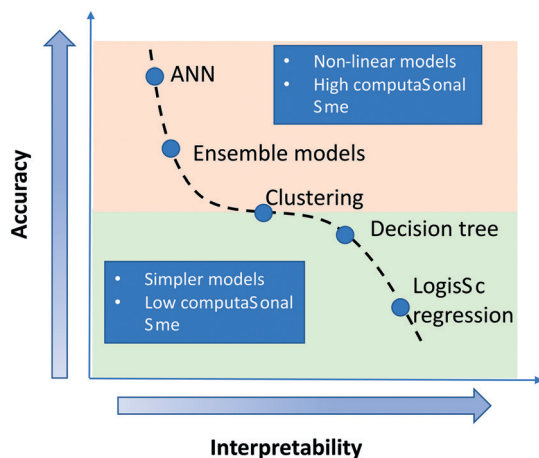 ANN
• Non-linear models
• High computaSonal
Sme
Ensemble models
Clustering
Decision tree
• Simpler models
• Low computaSonal
Sme
LogisSc
regression
Accuracy
Interpretability